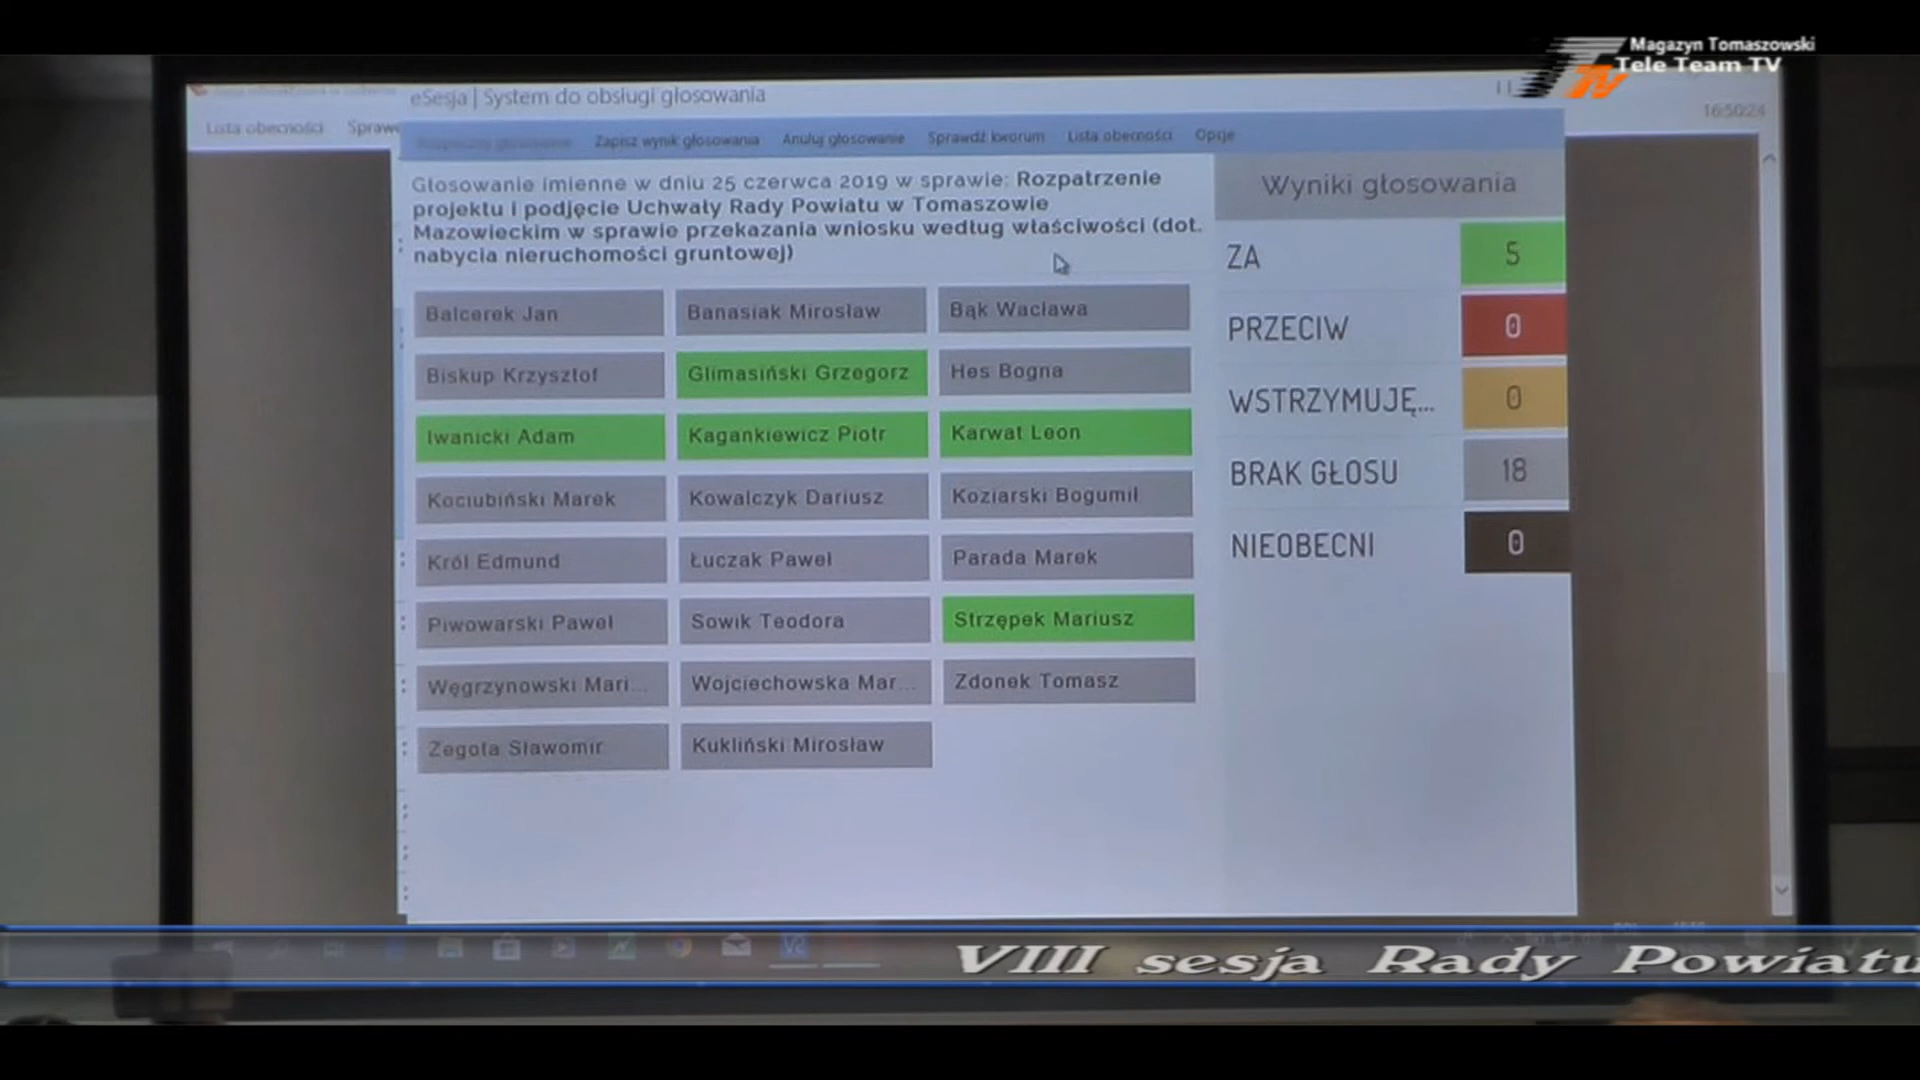 Magazyn Tomaszowski
Tele Team TV
eSesja | System do obsługi głosowania
16:50:24
Lista obecności
Zapisz wynik głosowania Anuluj głosowanie Sprawdź kworum Lista obecności Opcje
Głosowanie imienne w dniu 25 czerwca 2019 w sprawie: Rozpatrzenie
projektu i podjęcie Uchwały Rady Powiatu w Tomaszowie
Mazowieckim w sprawie przekazania wniosku według właściwości (dot.
nabycia nieruchomości gruntowej)
Balcerek Jan Banasiak Mirosław Bąk Wacława
Biskup Krzysztof Glimasiński Grzegorz Hes Bogna
Iwanicki Adam Kagankiewicz Piotr Karwat Leon
Kociubiński Marek Kowalczyk Dariusz Koziarski Bogumił
Król Edmund Łuczak Paweł Parada Marek
Piwowarski Paweł Sowik Teodora Strzępek Mariusz
Węgrzynowski Mari... Wojciechowska Mar... Zdonek Tomasz
Żegota Sławomir Kukliński Mirosław
Wyniki głosowania
ZA 5
PRZECIW 0
WSTRZYMUJĘ... 0
BRAK GŁOSU 18
NIEOBECNI 0
VIII sesja Rady Powiatu